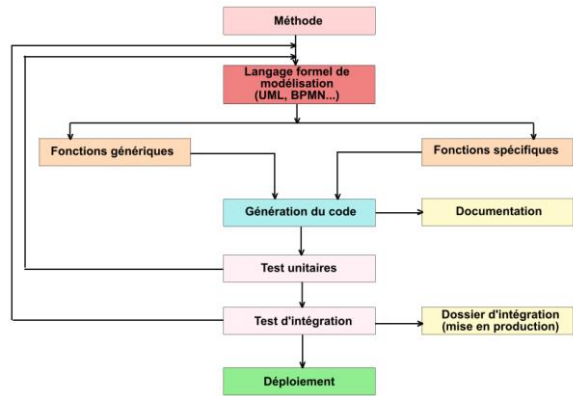 Méthode
Langage formel de
modélisation
(UML, BPMN...)
Fonctions génériques
Fonctions spécifiques
Génération du code
Documentation
Test unitaires
Test d'intégration
Dossier d'intégration
(mise en production)
Déploiement